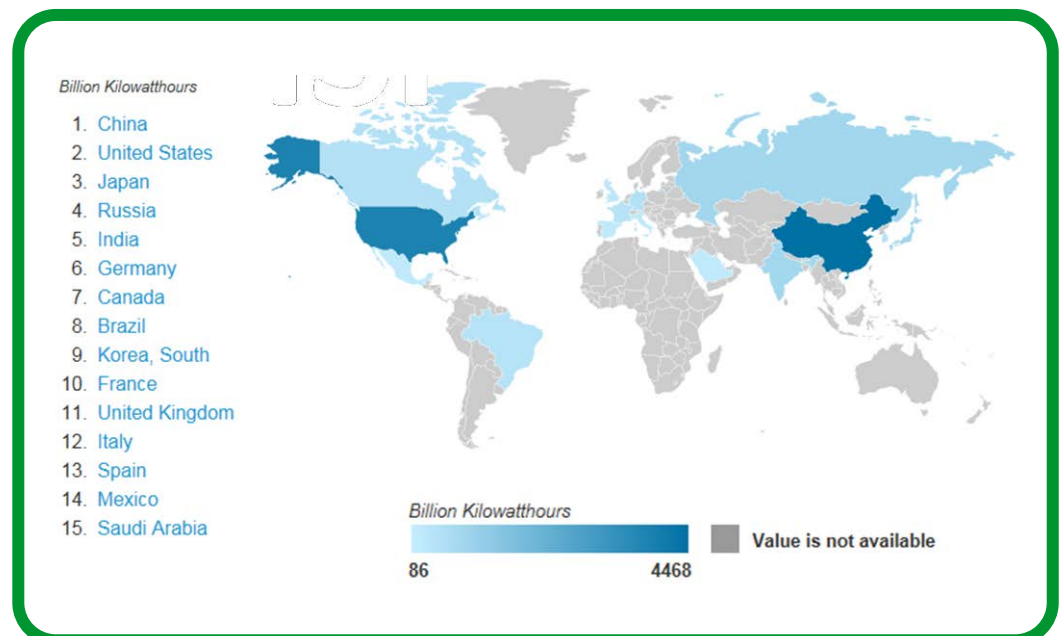 Billion Kilowatthours
1. China
2. United States
3. Japan
4. Russia
5. India
6. Germany
7. Canada
8. Brazil
9. Korea, South
10. France
11. United Kingdom
12. Italy
13. Spain
14. Mexico
15. Saudi Arabia
Billion Kilowatthours
86 4468
Value is not available